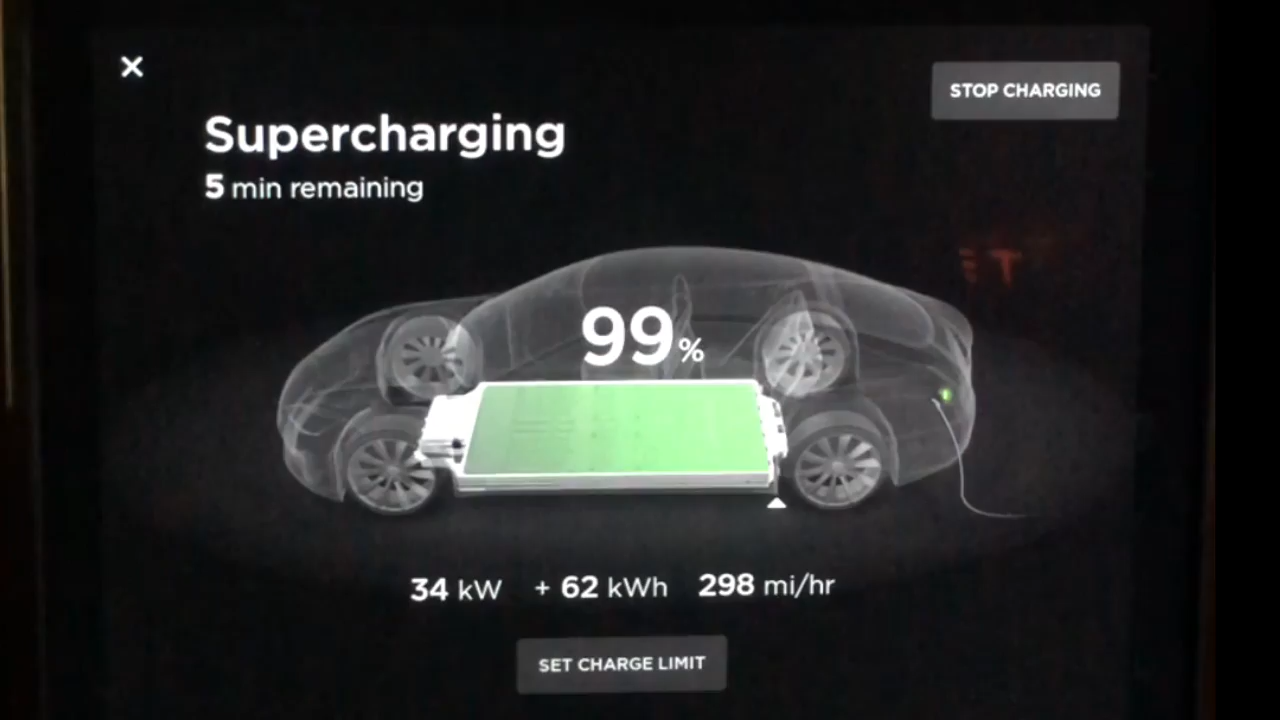 STOP CHARGING
Supercharging
5 min remaining
99%
34 kW + 62 kWh 298 mi/hr
SET CHARGE LIMIT